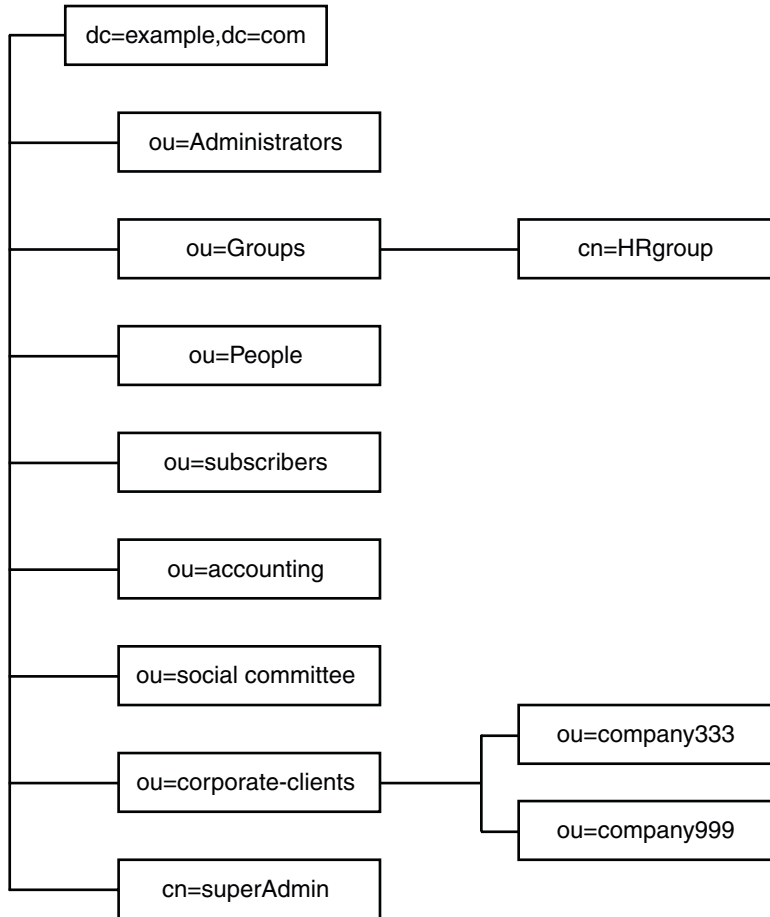 dc=example,dc=com
ou=Administrators
ou=Groups
cn=HRgroup
ou=People
ou=subscribers
ou=accounting
ou=social committee
ou=company333
ou=corporate-clients
ou=company999
cn=superAdmin